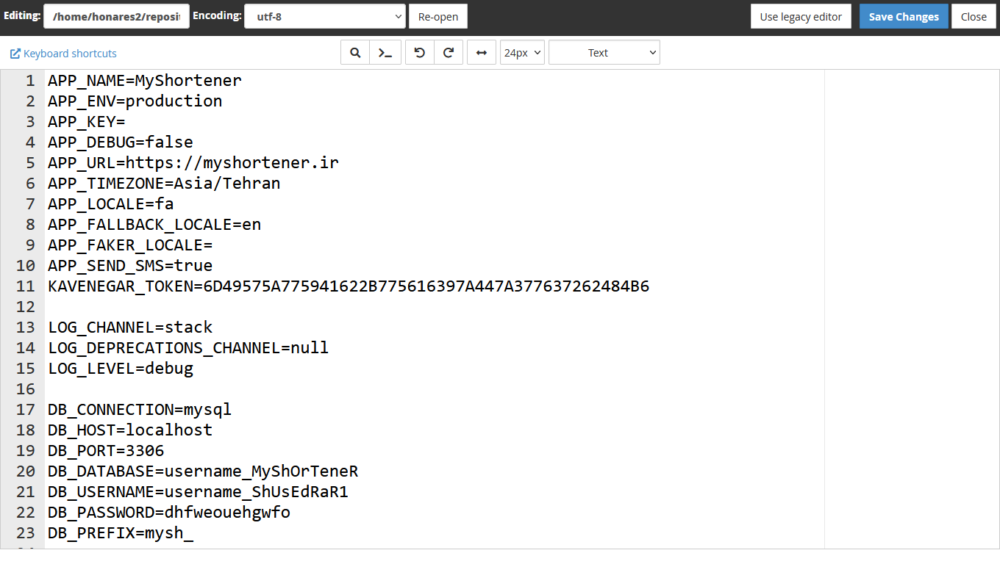 Editing: /home/honares2/reposit Encoding: utf-8 Re-open Use legacy editor Save Changes Close
Keyboard shortcuts 24px Text
1 APP_NAME=MyShortener
2 APP_ENV=production
3 APP_KEY=
4 APP_DEBUG=false
5 APP_URL=https://myshortener.ir
6 APP_TIMEZONE=Asia/Tehran
7 APP_LOCALE=fa
8 APP_FALLBACK_LOCALE=en
9 APP_FAKER_LOCALE=
10 APP_SEND_SMS=true
11 KAVENEGAR_TOKEN=6D49575A775941622B775616397A447A377637262484B6
12
13 LOG_CHANNEL=stack
14 LOG_DEPRECATIONS_CHANNEL=null
15 LOG_LEVEL=debug
16
17 DB_CONNECTION=mysql
18 DB_HOST=localhost
19 DB_PORT=3306
20 DB_DATABASE=username_MyShOrTeneR
21 DB_USERNAME=username_ShUsEdRaR1
22 DB_PASSWORD=dhfweouehgwfo
23 DB_PREFIX=mysh_